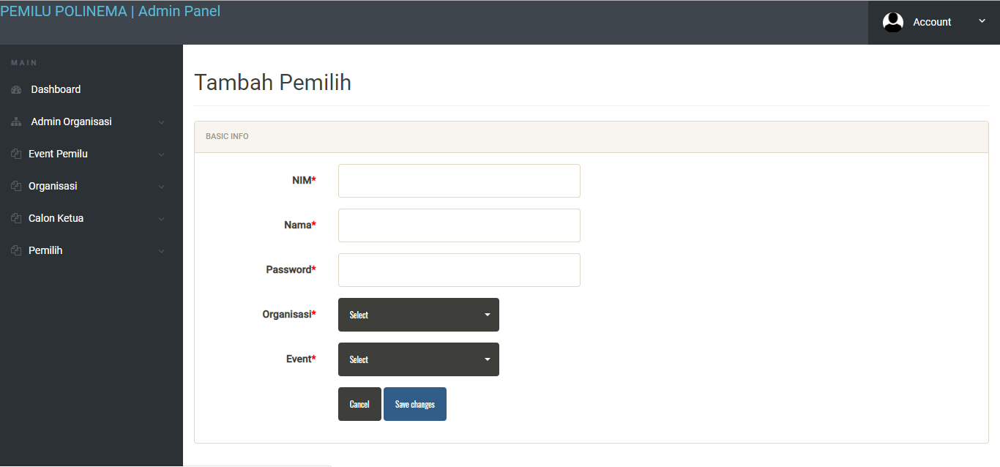 PEMILU POLINEMA | Admin Panel
Account
MAIN
Dashboard
Admin Organisasi
Event Pemilu
Organisasi
Calon Ketua
Pemilih
Tambah Pemilih
BASIC INFO
NIM*
Nama*
Password*
Organisasi* Select
Event* Select
Cancel Save changes